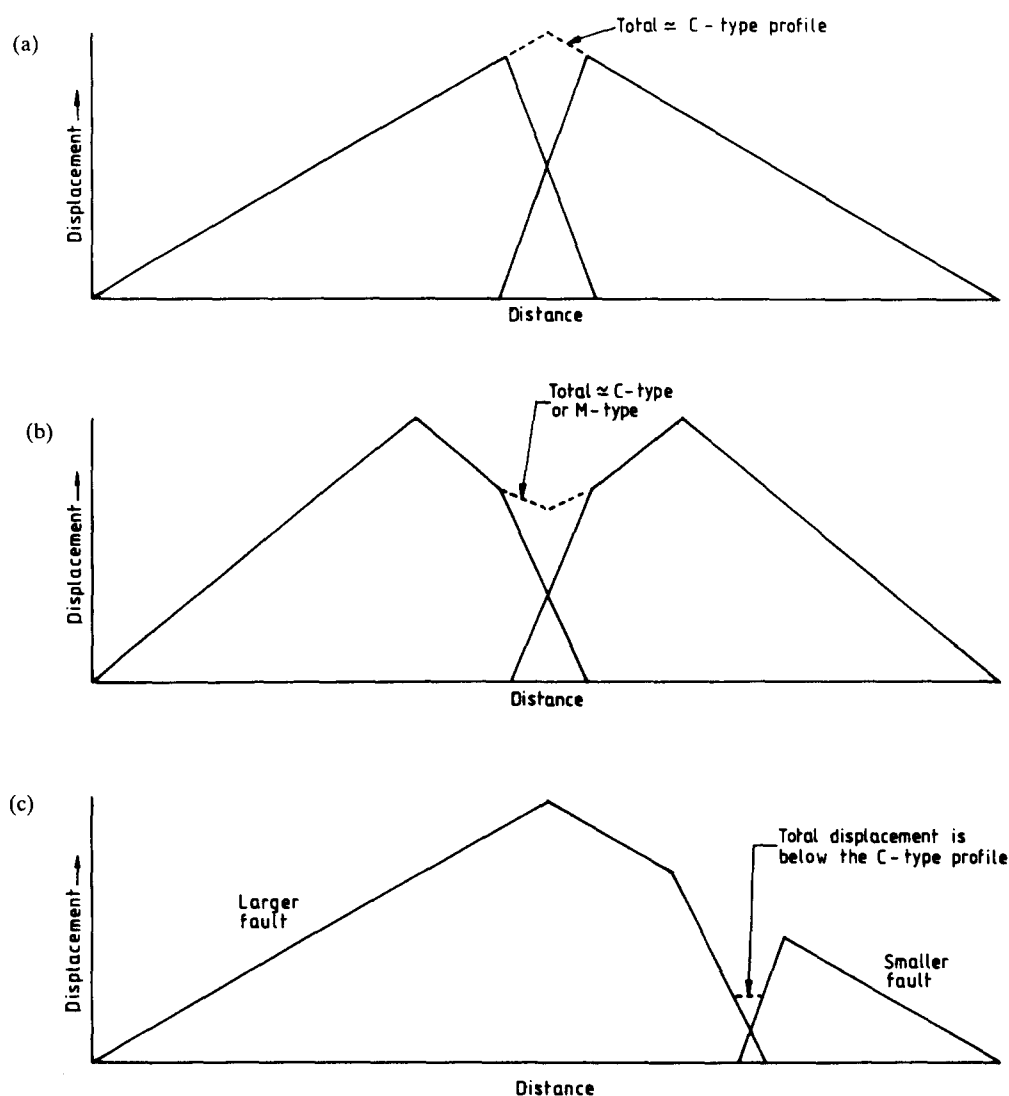 (a)
Total ≃ C - type profile
Displacement
Distance
(b)
Total ≃ C-type
or M-type
Displacement
Distance
(c)
Total displacement is
below the C-type profile
Larger
fault
Smaller
fault
Displacement
Distance